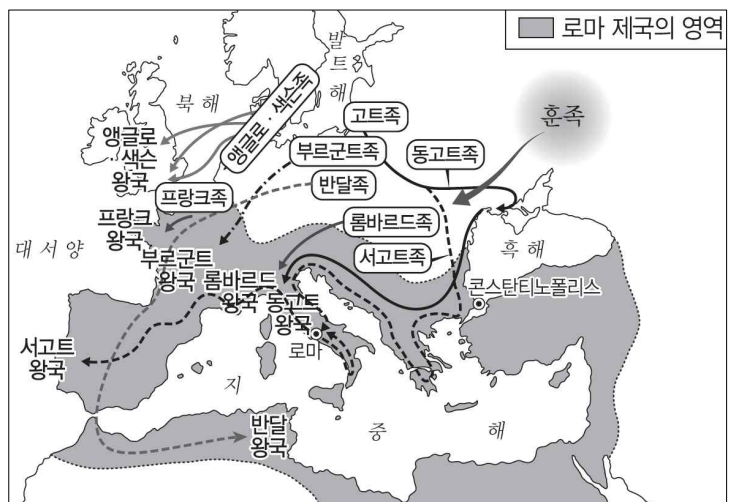 로마 제국의 영역
발
트
해
북해
앵글로·색슨족
고트족
훈족
앵글로
색슨
왕국
부르군트족
동고트족
반달족
프랑크족
프랑크
왕국
롬바르드족
대서양
서고트족
흑해
부르군트
왕국
롬바르드
왕국
동고트
왕국
콘스탄티노폴리스
로마
서고트
왕국
지
중
해
반달
왕국